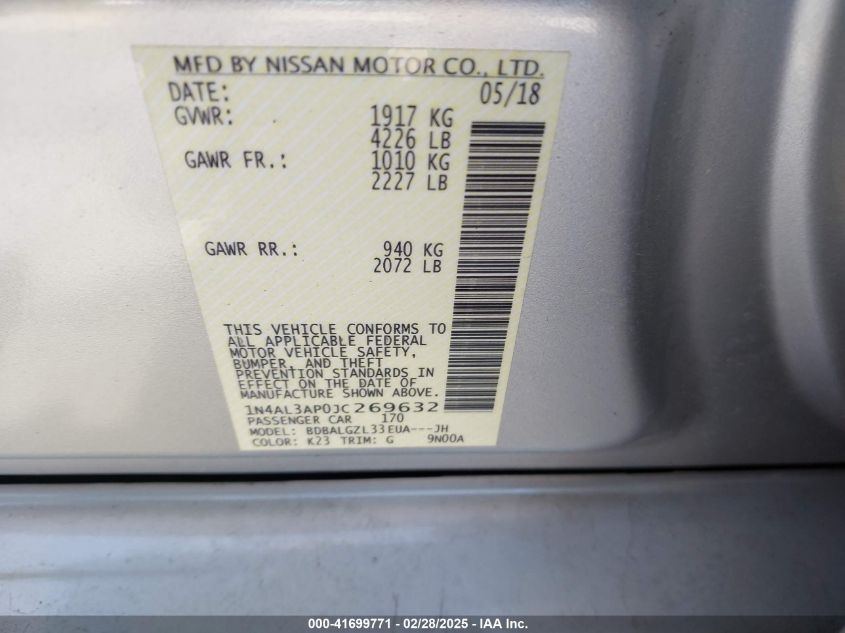 MFD BY NISSAN MOTOR CO., LTD.
DATE: 05/18
GVWR: 1917 KG
4226 LB
GAWR FR.: 1010 KG
2227 LB
GAWR RR.: 940 KG
2072 LB
THIS VEHICLE CONFORMS TO
ALL APPLICABLE FEDERAL
MOTOR VEHICLE SAFETY,
BUMPER, AND THEFT
PREVENTION STANDARDS IN
EFFECT ON THE DATE OF
MANUFACTURE SHOWN ABOVE.
1N4AL3AP0JC269632
PASSENGER CAR 170
MODEL: BDBALGZL33EUA---JH
COLOR: K23 TRIM: G 9N00A
000-41699771 - 02/28/2025 - IAA Inc.